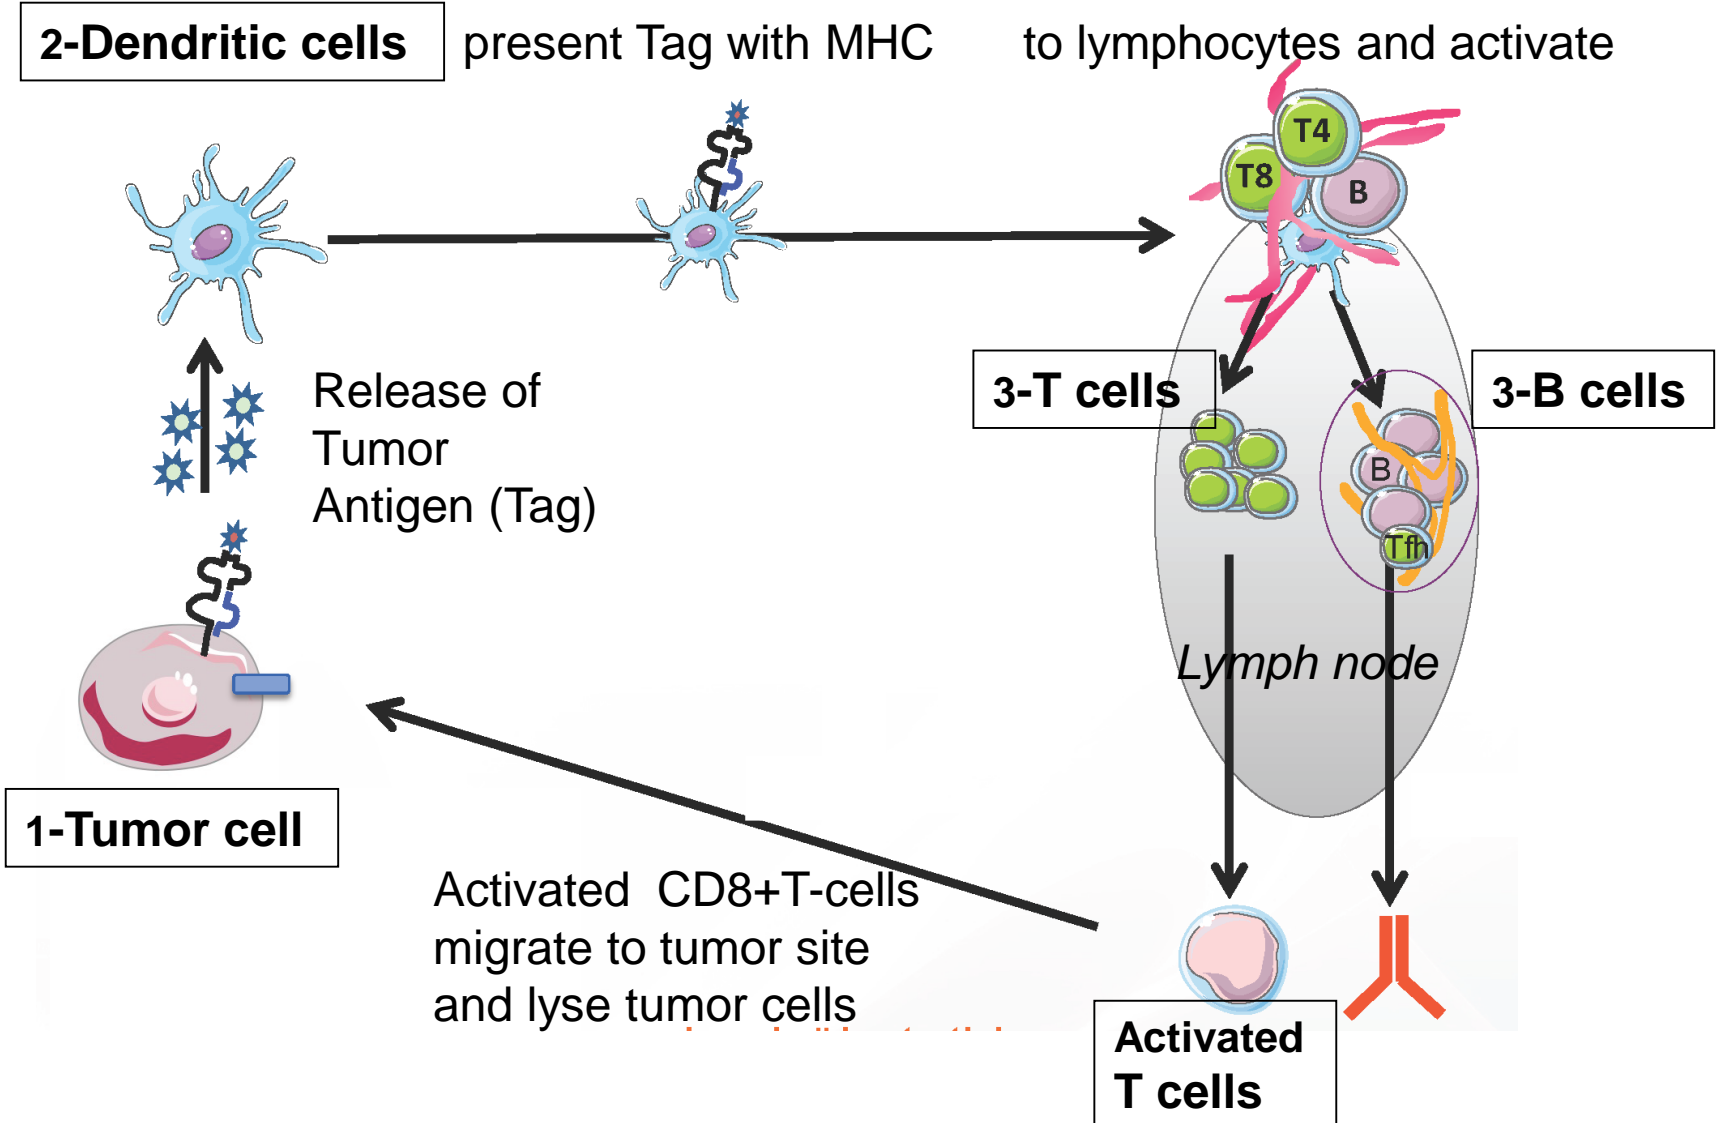 2-Dendritic cells present Tag with MHC to lymphocytes and activate
T4
T8
B
Release of
Tumor
Antigen (Tag)
3-T cells
3-B cells
B
Tfh
Lymph node
1-Tumor cell
Activated CD8+T-cells
migrate to tumor site
and lyse tumor cells
Activated
T cells